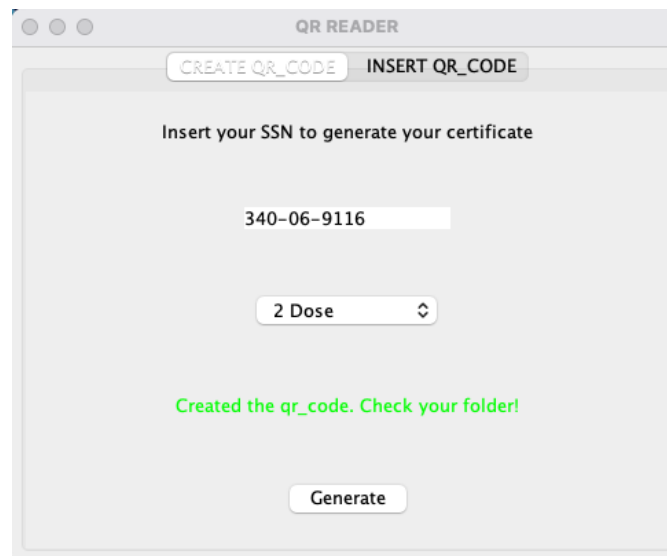 QR READER
CREATE QR_CODE INSERT QR_CODE
Insert your SSN to generate your certificate
340-06-9116
2 Dose
Created the qr_code. Check your folder!
Generate